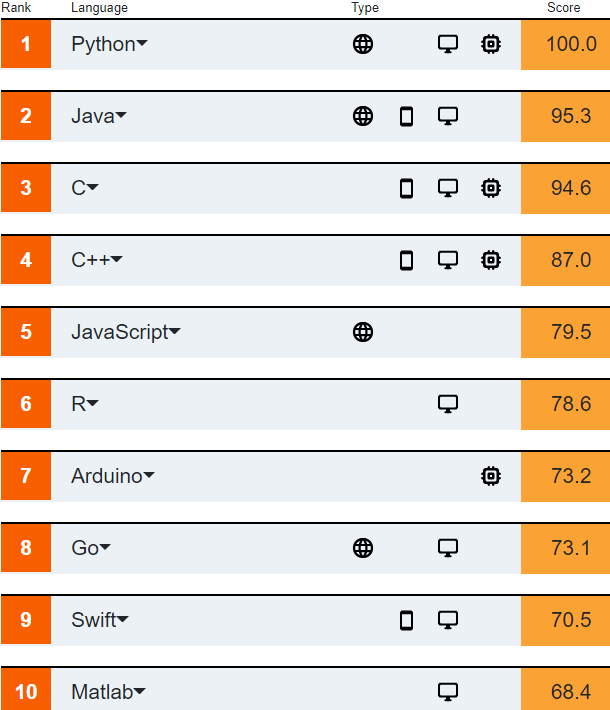 Rank Language Type Score
1 Python 100.0
2 Java 95.3
3 C 94.6
4 C++ 87.0
5 JavaScript 79.5
6 R 78.6
7 Arduino 73.2
8 Go 73.1
9 Swift 70.5
10 Matlab 68.4